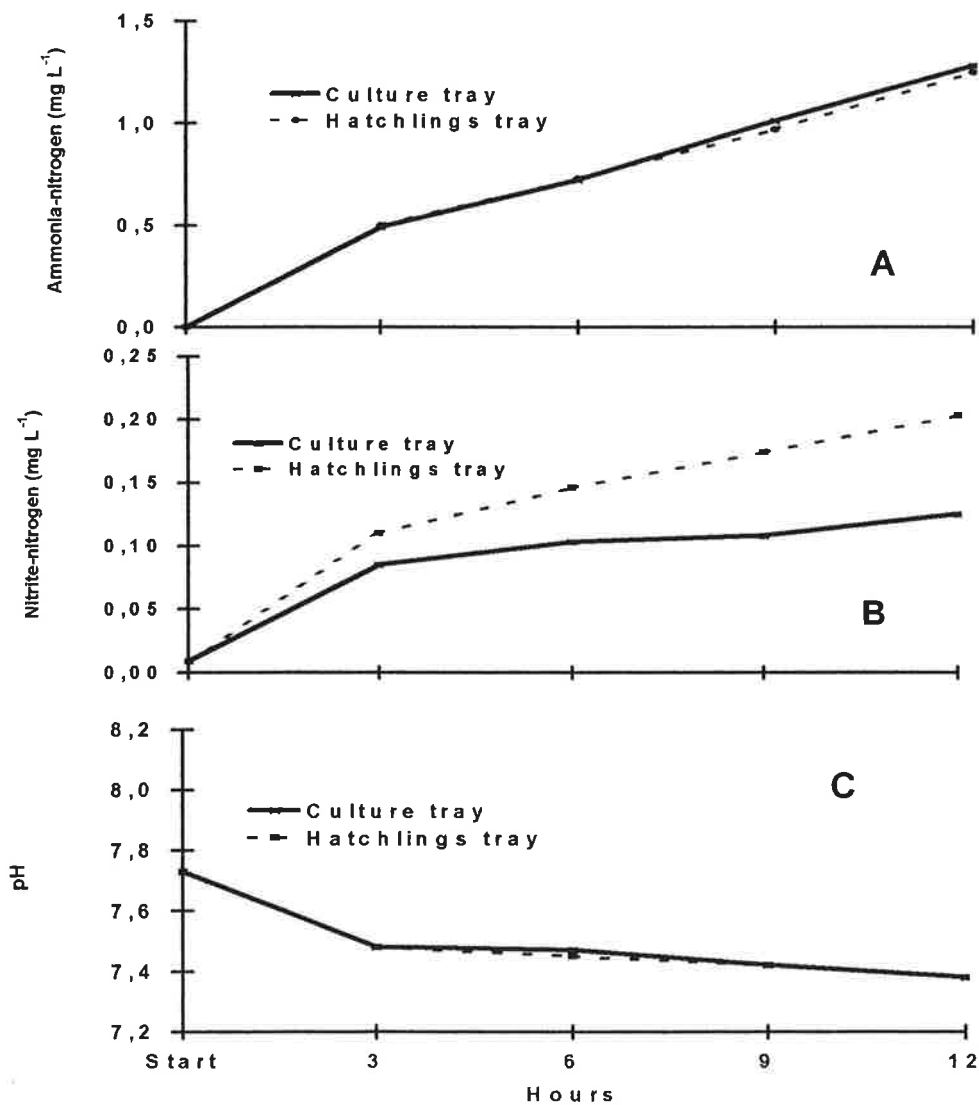 Ammonia-nitrogen (mg L⁻¹)
1,5
1,0
0,5
0,0
Culture tray
Hatchlings tray
A
Nitrite-nitrogen (mg L⁻¹)
0,25
0,20
0,15
0,10
0,05
0,00
Culture tray
Hatchlings tray
B
pH
8,2
8,0
7,8
7,6
7,4
7,2
Culture tray
Hatchlings tray
C
Start 3 6 9 12
Hours